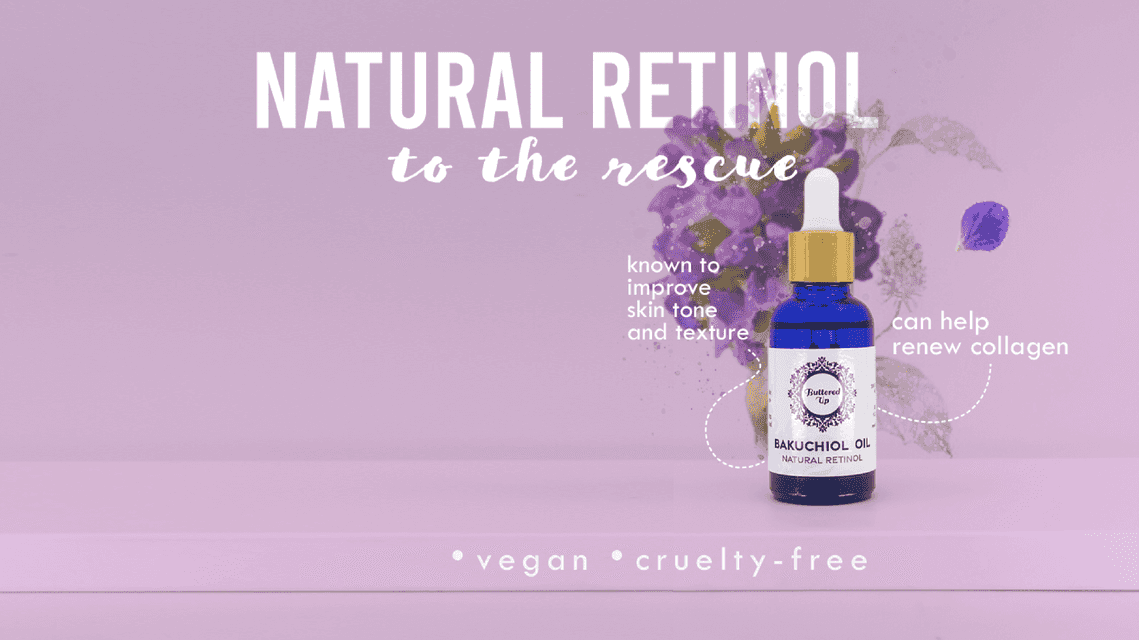 NATURAL RETINOL
to the rescue
known to
improve
skin tone
and texture
can help
renew collagen
Buttered
Up
BAKUCHIOL OIL
NATURAL RETINOL
• vegan • cruelty-free